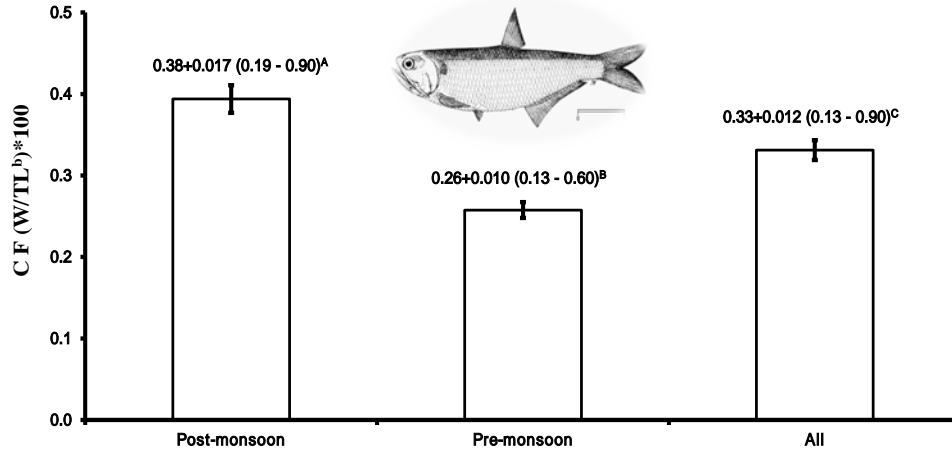 0.5
0.4
0.3
0.2
0.1
0.0
C F (W/TLᵇ)*100
0.38+0.017 (0.19 - 0.90)ᴬ
0.26+0.010 (0.13 - 0.60)ᴮ
0.33+0.012 (0.13 - 0.90)ᶜ
Post-monsoon
Pre-monsoon
All